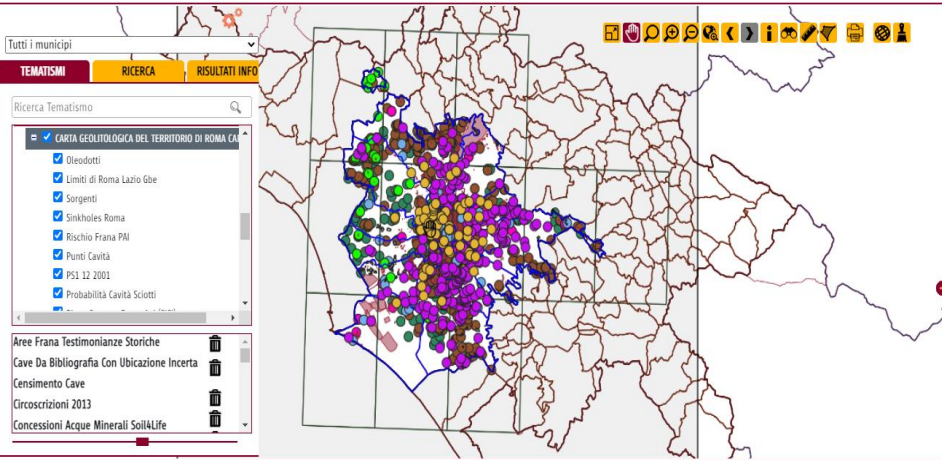 Tutti i municipi
TEMATISMI
RICERCA
RISULTATI INFO
Ricerca Tematismo
CARTA GEOLITOLOGICA DEL TERRITORIO DI ROMA CA
Oleodotti
Limiti di Roma Lazio Gbe
Sorgenti
Sinkholes Roma
Rischio Frana PAI
Punti Cavità
PS1 12 2001
Probabilità Cavità Sciotti
Aree Frana Testimonianze Storiche
Cave Da Bibliografia Con Ubicazione Incerta
Censimento Cave
Circoscrizioni 2013
Concessioni Acque Minerali Soil4Life